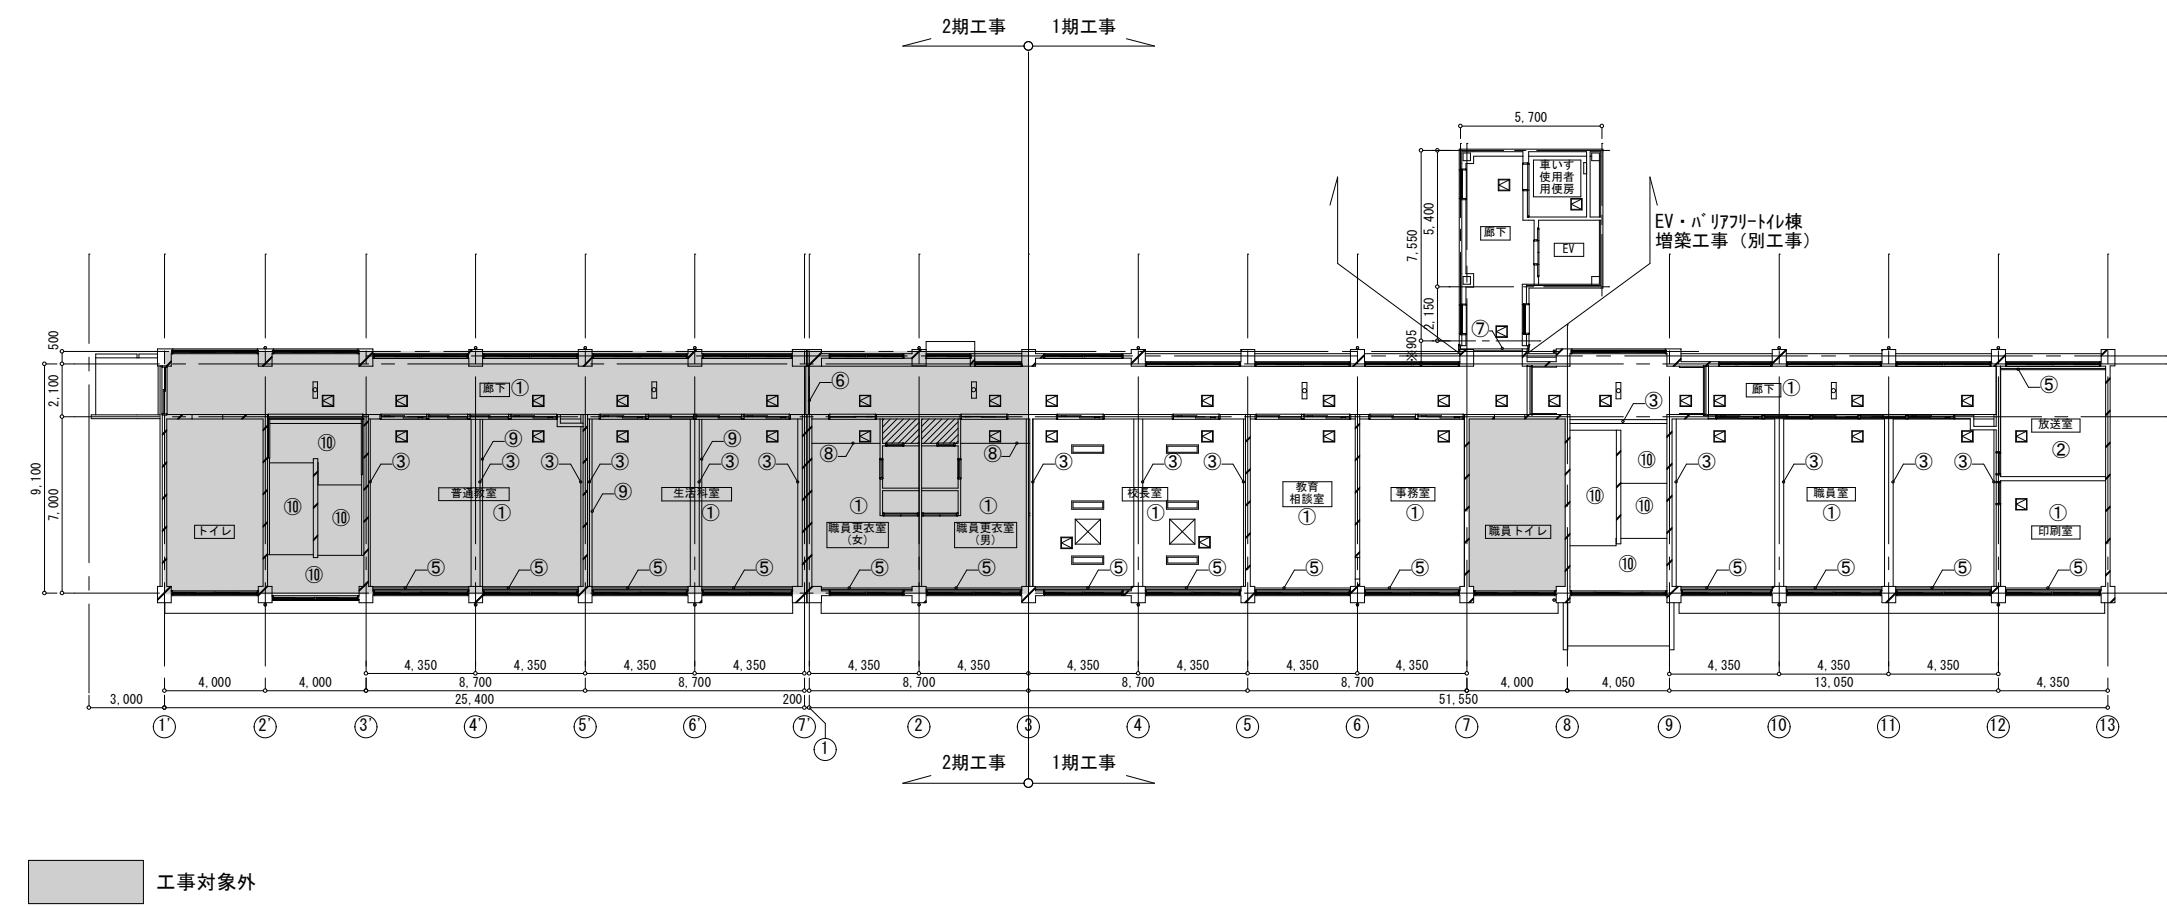 2期工事 1期工事
5,700
車いす
使用者
用便房
廊下
EV
EV・バリアフリートイレ棟
増築工事（別工事）
7,550
5,400
2,150
※905
⑦
500
2,100
9,100
7,000
廊下① ⑥ ③ 廊下① ⑤
⑩ ⑨ ⑨ ⑧ ⑧ 放送室
②
③ ③ ③ ③ ③ ③ ③ ③ ③ ⑩ ③ ③ ③ ③
普通教室 生活科室 校長室 教育
相談室 事務室 職員室
⑩ ⑩ ① ⑨ ① ① ① ① ① ① ⑩ ⑩ ① ①
トイレ 職員更衣室
（女） 職員更衣室
（男） 職員トイレ 印刷室
⑩ ⑤ ⑤ ⑤ ⑤ ⑤ ⑤ ⑤ ⑤ ⑤ ⑤ ⑩ ⑤ ⑤ ⑤ ⑤
4,350 4,350 4,350 4,350 4,350 4,350 4,350 4,350 4,350 4,350 4,350 4,350 4,350
4,000 4,000 8,700 8,700 8,700 8,700 8,700 4,000 4,050 13,050 4,350
3,000 25,400 200 51,550
1' 2' 3' 4' 5' 6' 7' 2 3 4 5 6 7 8 9 10 11 12 13
1
2期工事 1期工事
工事対象外